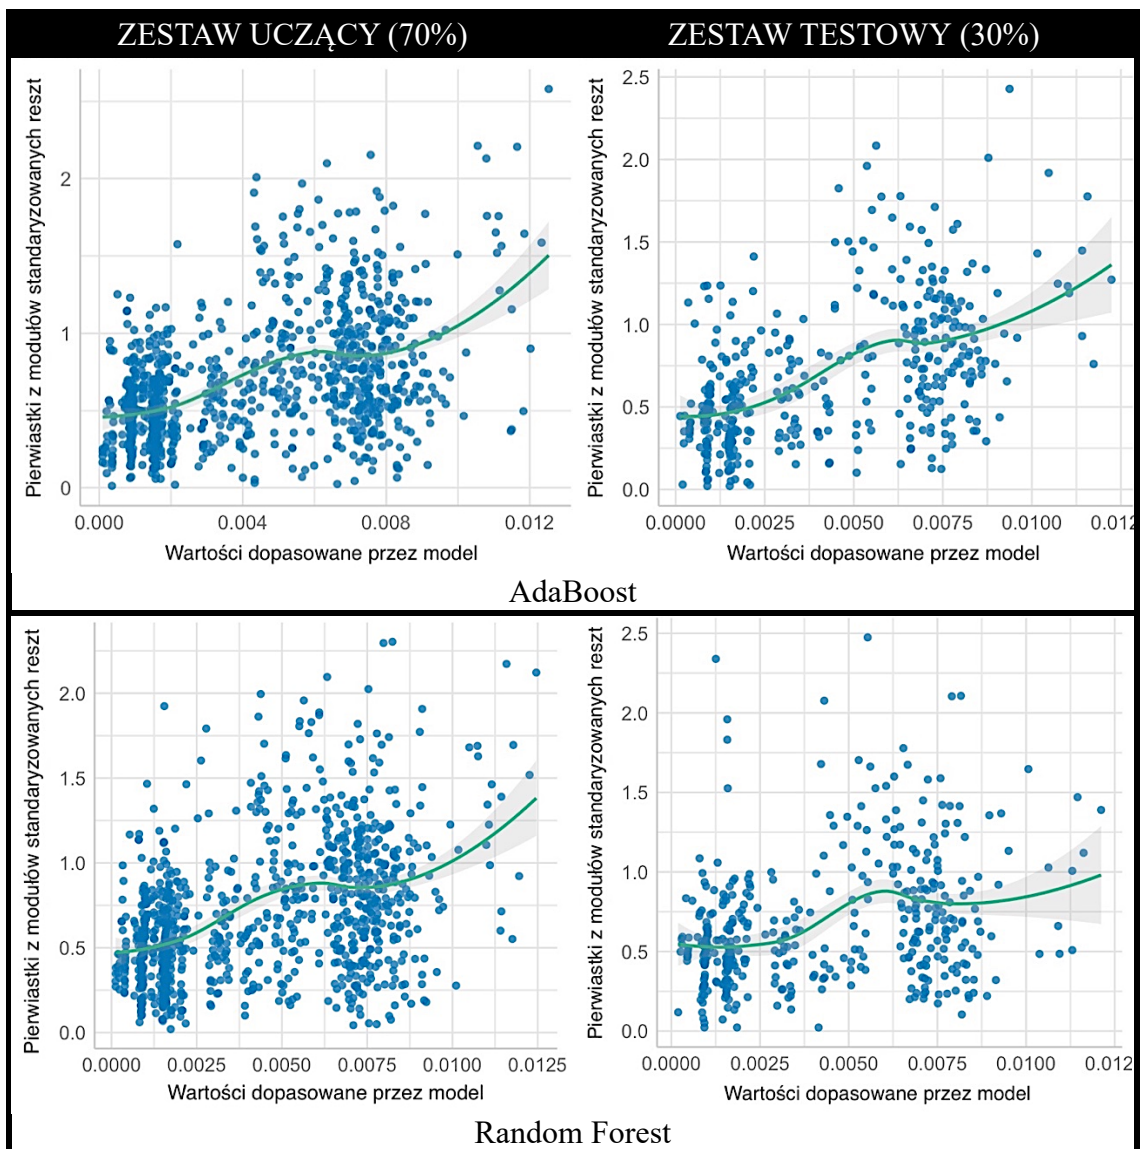 ZESTAW UCZĄCY (70%)
ZESTAW TESTOWY (30%)
Pierwiastki z modułów standaryzowanych reszt
2
1
0
0.000 0.004 0.008 0.012
Wartości dopasowane przez model
Pierwiastki z modułów standaryzowanych reszt
2.5
2.0
1.5
1.0
0.5
0.0
0.0000 0.0025 0.0050 0.0075 0.0100 0.012
Wartości dopasowane przez model
AdaBoost
Pierwiastki z modułów standaryzowanych reszt
2.0
1.5
1.0
0.5
0.0
0.0000 0.0025 0.0050 0.0075 0.0100 0.0125
Wartości dopasowane przez model
Pierwiastki z modułów standaryzowanych reszt
2.5
2.0
1.5
1.0
0.5
0.0
0.0000 0.0025 0.0050 0.0075 0.0100 0.012
Wartości dopasowane przez model
Random Forest